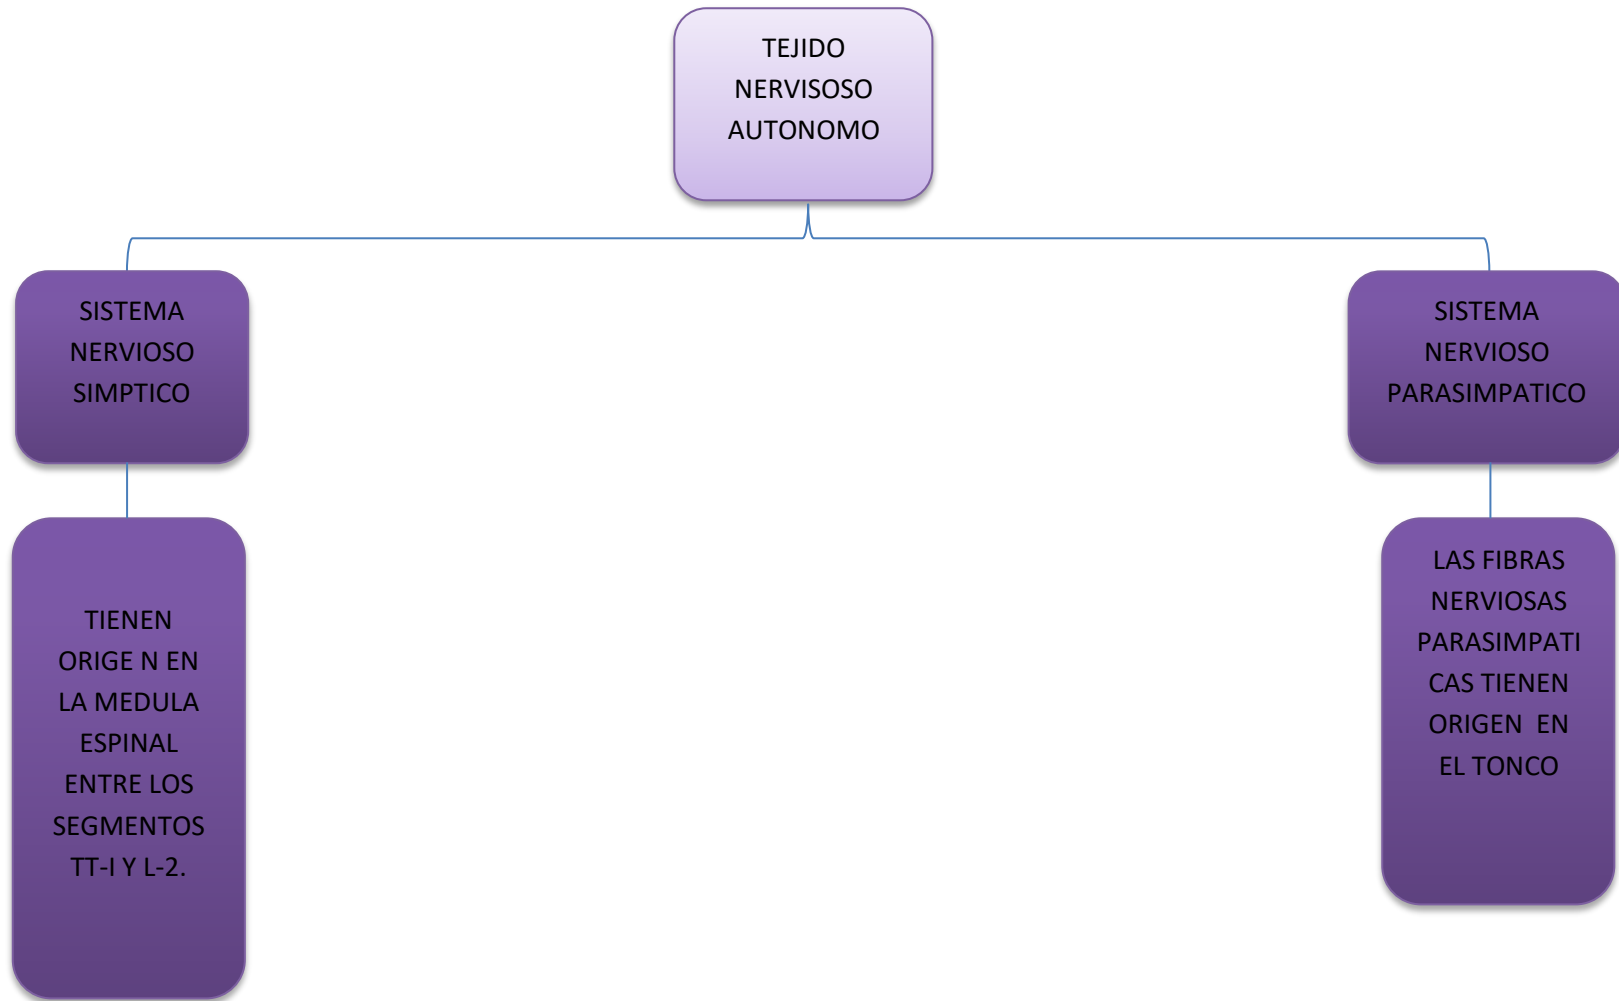 TEJIDO
NERVISOSO
AUTONOMO
SISTEMA
NERVIOSO
SIMPTICO
SISTEMA
NERVIOSO
PARASIMPATICO
TIENEN
ORIGE N EN
LA MEDULA
ESPINAL
ENTRE LOS
SEGMENTOS
TT-I Y L-2.
LAS FIBRAS
NERVIOSAS
PARASIMPATI
CAS TIENEN
ORIGEN EN
EL TONCO